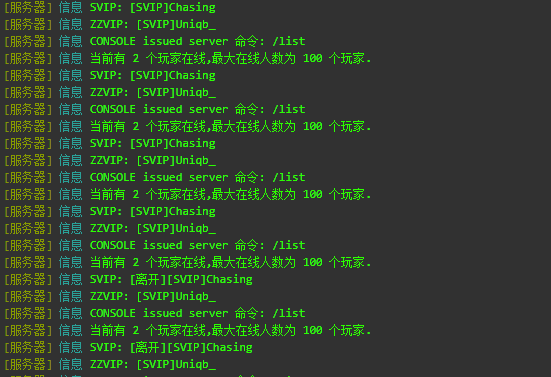 [服务器] 信息 SVIP: [SVIP]Chasing
[服务器] 信息 ZZVIP: [SVIP]Uniqb_
[服务器] 信息 CONSOLE issued server 命令: /list
[服务器] 信息 当前有 2 个玩家在线,最大在线人数为 100 个玩家.
[服务器] 信息 SVIP: [SVIP]Chasing
[服务器] 信息 ZZVIP: [SVIP]Uniqb_
[服务器] 信息 CONSOLE issued server 命令: /list
[服务器] 信息 当前有 2 个玩家在线,最大在线人数为 100 个玩家.
[服务器] 信息 SVIP: [SVIP]Chasing
[服务器] 信息 ZZVIP: [SVIP]Uniqb_
[服务器] 信息 CONSOLE issued server 命令: /list
[服务器] 信息 当前有 2 个玩家在线,最大在线人数为 100 个玩家.
[服务器] 信息 SVIP: [SVIP]Chasing
[服务器] 信息 ZZVIP: [SVIP]Uniqb_
[服务器] 信息 CONSOLE issued server 命令: /list
[服务器] 信息 当前有 2 个玩家在线,最大在线人数为 100 个玩家.
[服务器] 信息 SVIP: [离开][SVIP]Chasing
[服务器] 信息 ZZVIP: [SVIP]Uniqb_
[服务器] 信息 CONSOLE issued server 命令: /list
[服务器] 信息 当前有 2 个玩家在线,最大在线人数为 100 个玩家.
[服务器] 信息 SVIP: [离开][SVIP]Chasing
[服务器] 信息 ZZVIP: [SVIP]Uniqb_